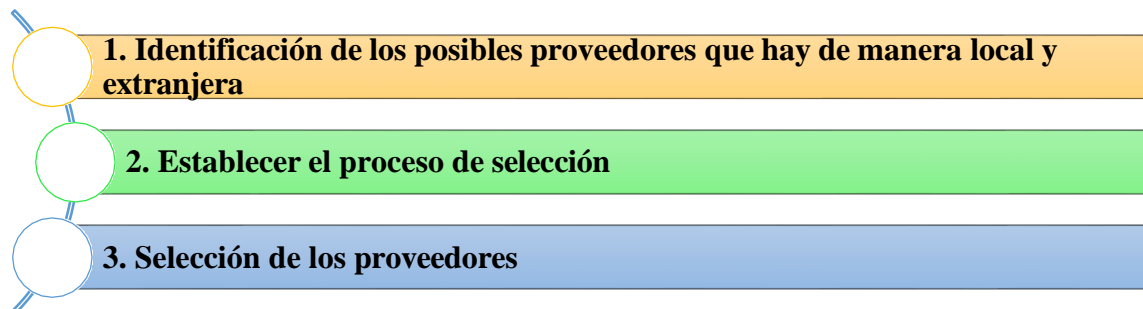 1. Identificación de los posibles proveedores que hay de manera local y
extranjera
2. Establecer el proceso de selección
3. Selección de los proveedores